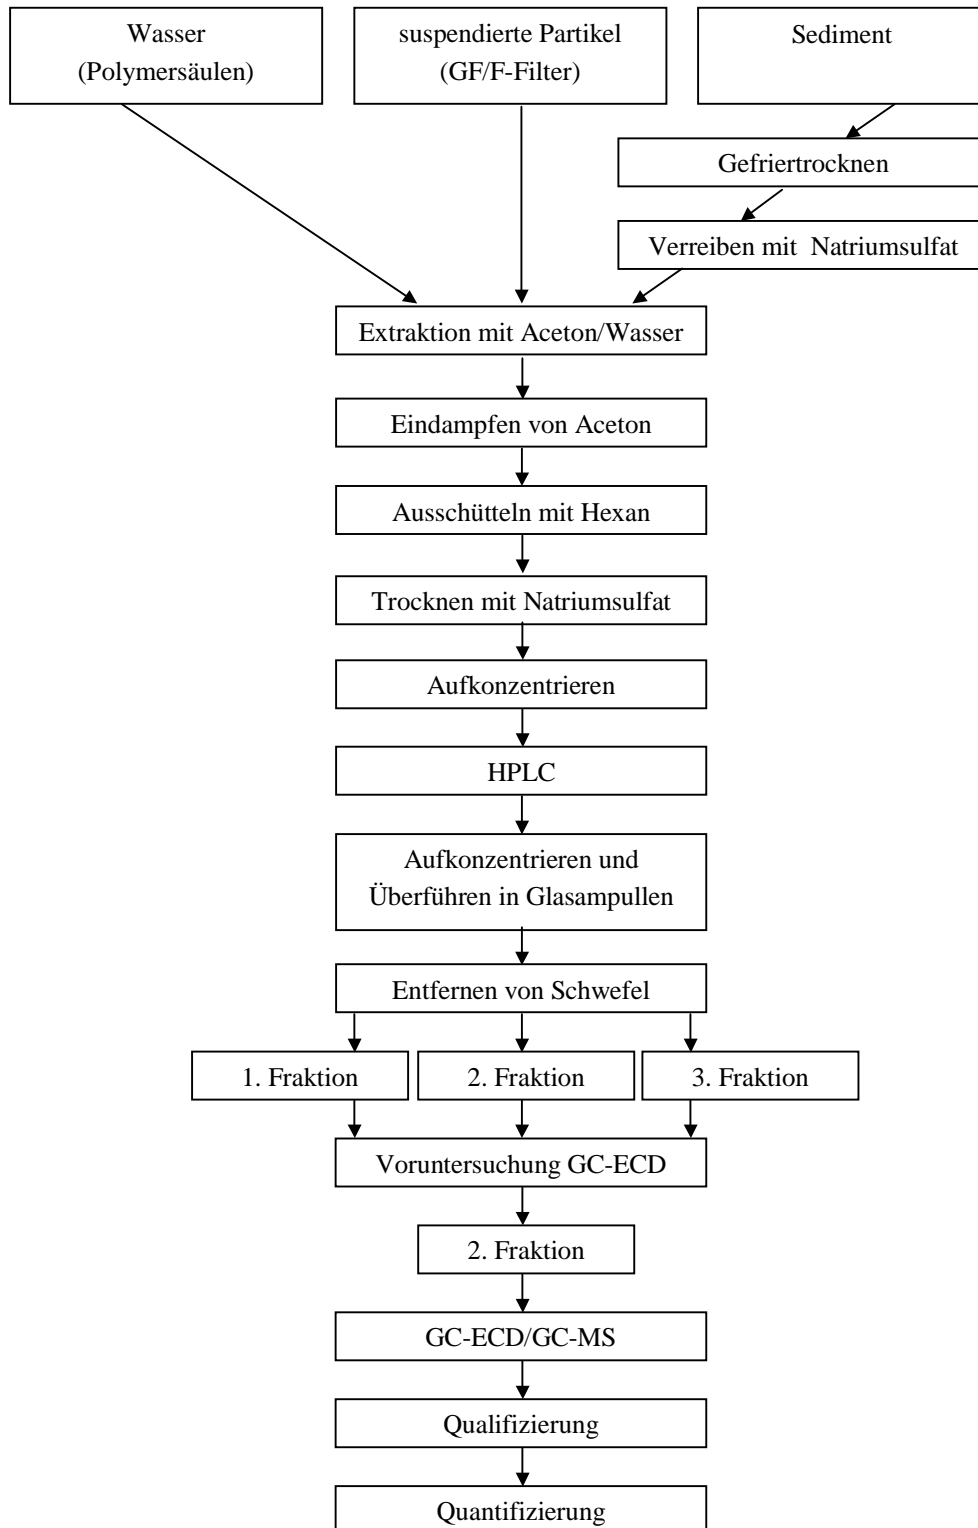 Wasser
(Polymersäulen)
suspendierte Partikel
(GF/F-Filter)
Sediment
Gefriertrocknen
Verreiben mit Natriumsulfat
Extraktion mit Aceton/Wasser
Eindampfen von Aceton
Ausschütteln mit Hexan
Trocknen mit Natriumsulfat
Aufkonzentrieren
HPLC
Aufkonzentrieren und
Überführen in Glasampullen
Entfernen von Schwefel
1. Fraktion
2. Fraktion
3. Fraktion
Voruntersuchung GC-ECD
2. Fraktion
GC-ECD/GC-MS
Qualifizierung
Quantifizierung